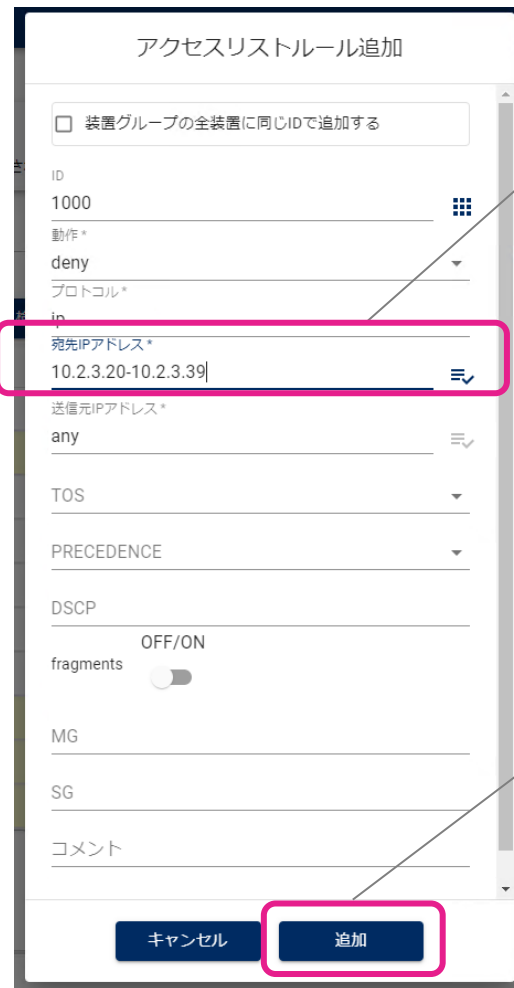 アクセスリストルール追加
装置グループの全装置に同じIDで追加する
ID
1000
動作*
deny
プロトコル*
ip
宛先IPアドレス*
10.2.3.20-10.2.3.39
送信元IPアドレス*
any
TOS
PRECEDENCE
DSCP
OFF/ON
fragments
MG
SG
コメント
キャンセル 追加